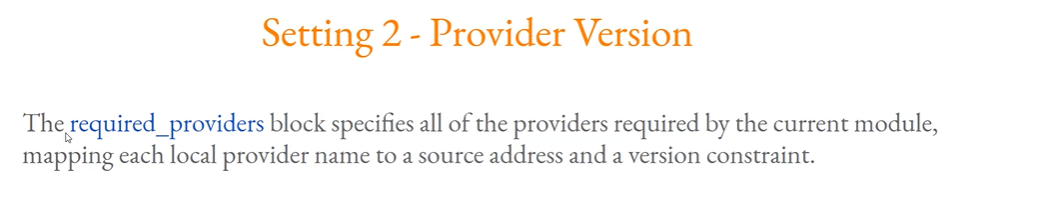 Setting 2 - Provider Version
The required_providers block specifies all of the providers required by the current module,
mapping each local provider name to a source address and a version constraint.